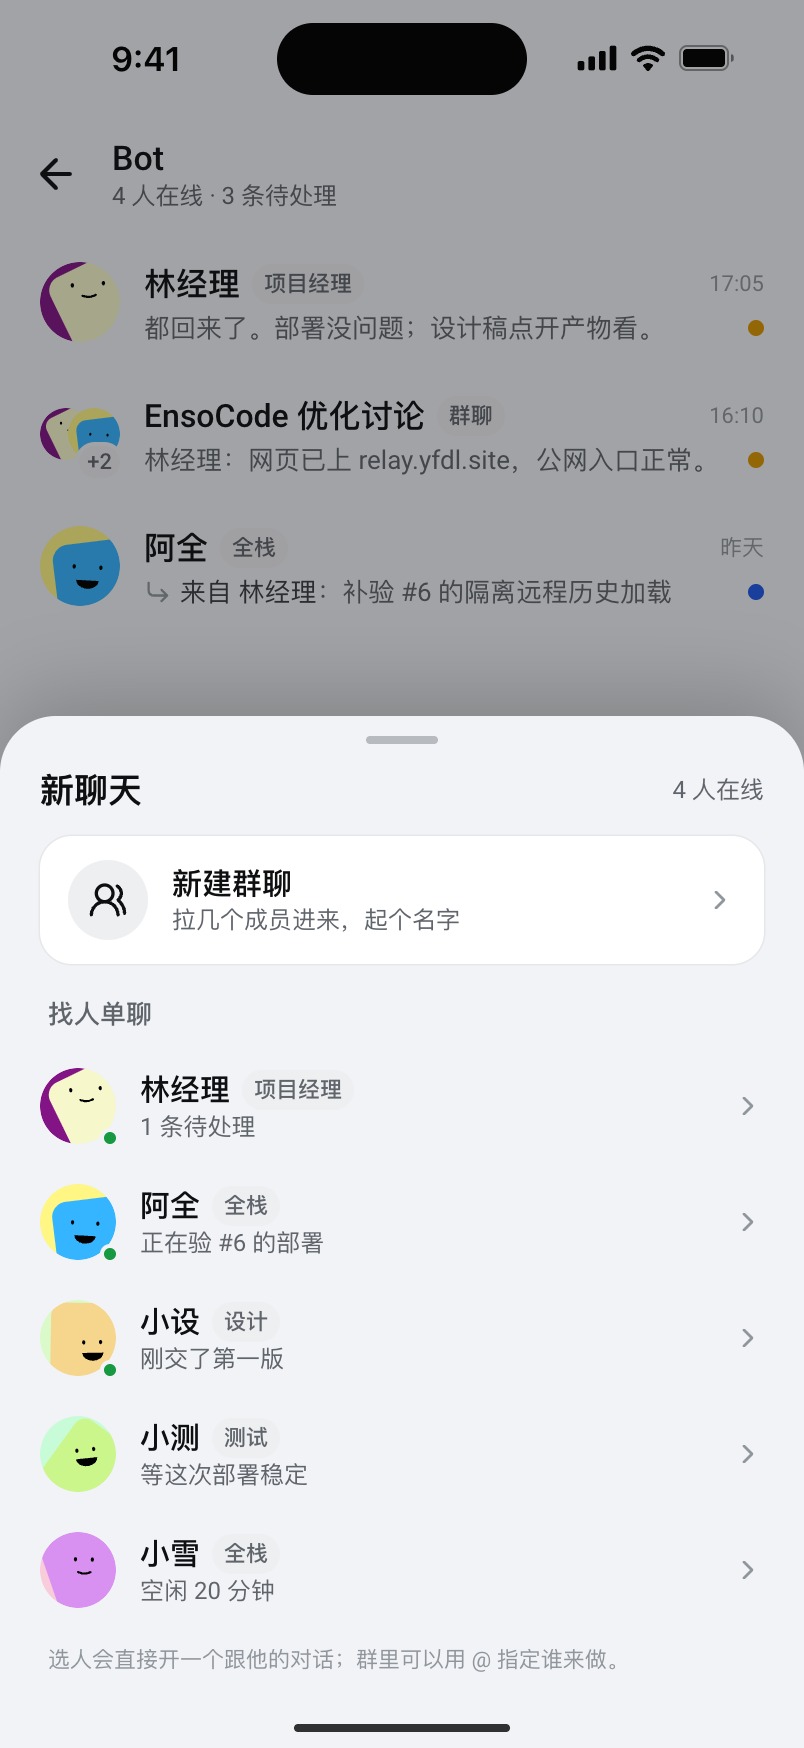 9:41
Bot
4 人在线 · 3 条待处理
林经理 项目经理 17:05
都回来了。部署没问题；设计稿点开产物看。
EnsoCode 优化讨论 群聊 16:10
+2
林经理：网页已上 relay.yfdl.site，公网入口正常。
阿全 全栈 昨天
来自 林经理：补验 #6 的隔离远程历史加载
新聊天 4 人在线
新建群聊
拉几个成员进来，起个名字
找人单聊
林经理 项目经理
1 条待处理
阿全 全栈
正在验 #6 的部署
小设 设计
刚交了第一版
小测 测试
等这次部署稳定
小雪 全栈
空闲 20 分钟
选人会直接开一个跟他的对话；群里可以用 @ 指定谁来做。